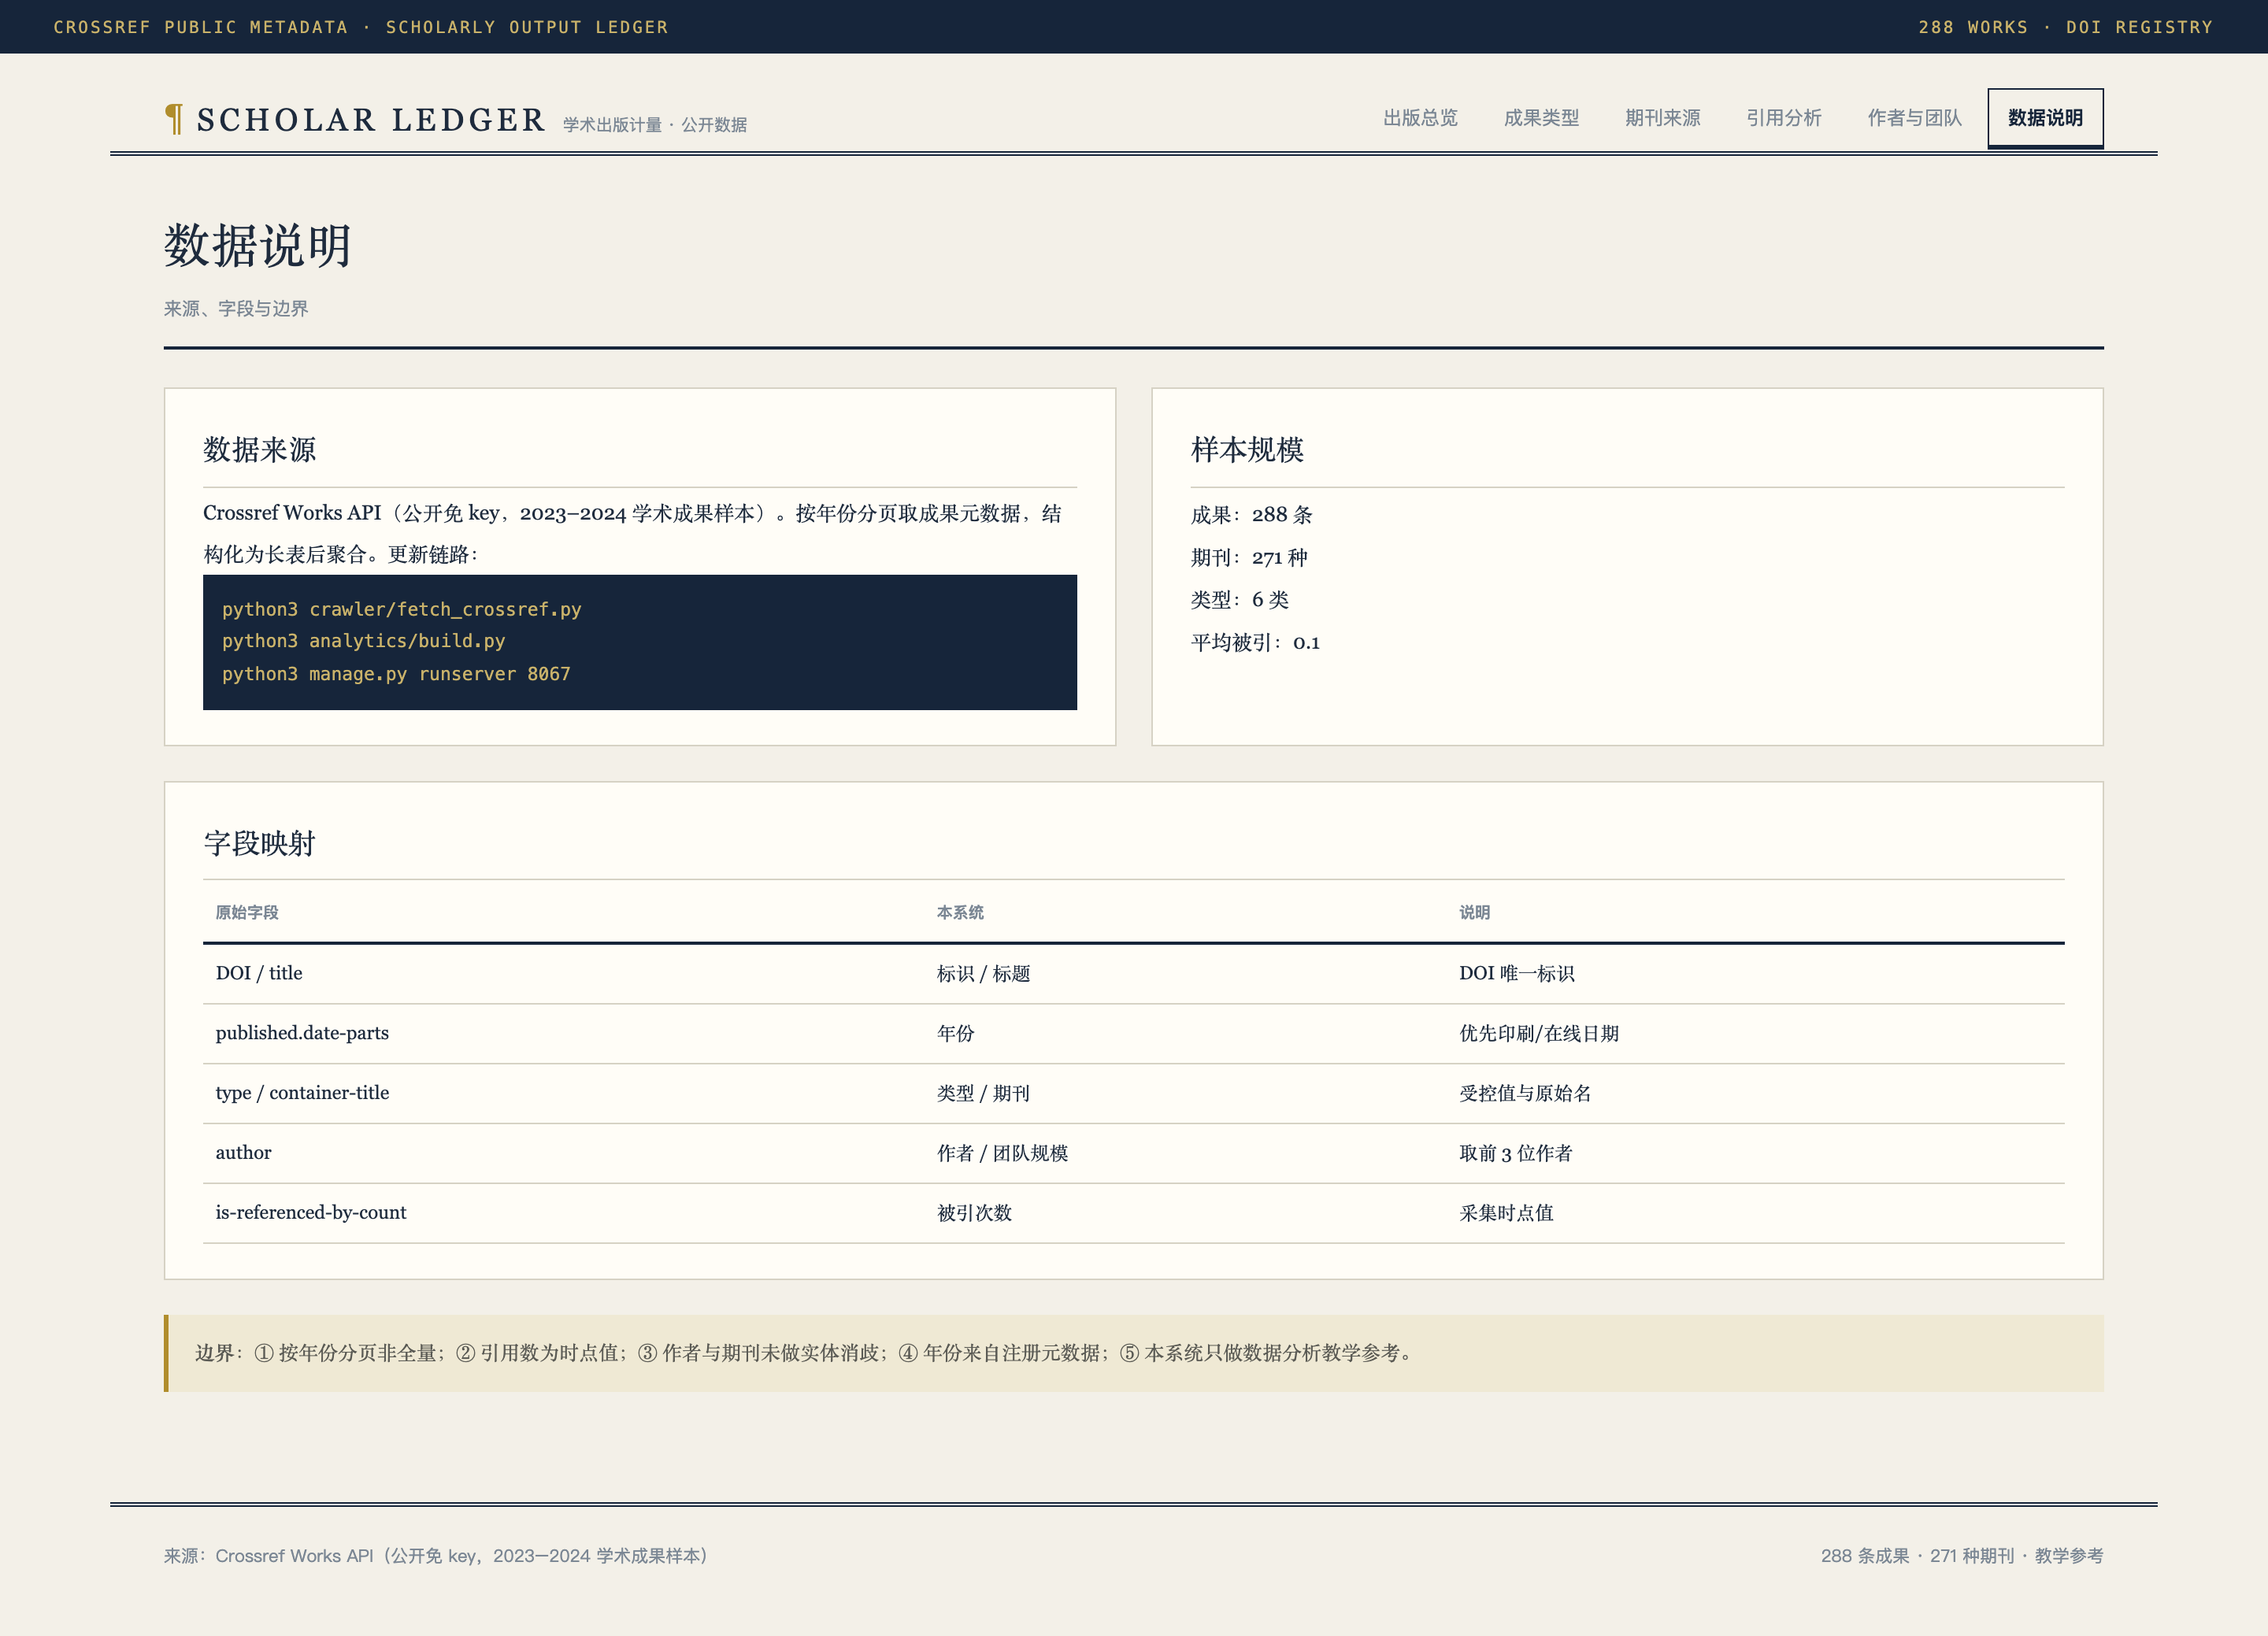 CROSSREF PUBLIC METADATA · SCHOLARLY OUTPUT LEDGER
288 WORKS · DOI REGISTRY
¶ SCHOLAR LEDGER 学术出版计量 · 公开数据
出版总览 成果类型 期刊来源 引用分析 作者与团队 数据说明
数据说明
来源、字段与边界
数据来源
Crossref Works API（公开免 key，2023–2024 学术成果样本）。按年份分页取成果元数据，结
构化为长表后聚合。更新链路：
python3 crawler/fetch_crossref.py
python3 analytics/build.py
python3 manage.py runserver 8067
样本规模
成果：288 条
期刊：271 种
类型：6 类
平均被引：0.1
字段映射
原始字段 本系统 说明
DOI / title 标识 / 标题 DOI 唯一标识
published.date-parts 年份 优先印刷/在线日期
type / container-title 类型 / 期刊 受控值与原始名
author 作者 / 团队规模 取前 3 位作者
is-referenced-by-count 被引次数 采集时点值
边界：① 按年份分页非全量；② 引用数为时点值；③ 作者与期刊未做实体消歧；④ 年份来自注册元数据；⑤ 本系统只做数据分析教学参考。
来源：Crossref Works API（公开免 key，2023—2024 学术成果样本）
288 条成果 · 271 种期刊 · 教学参考